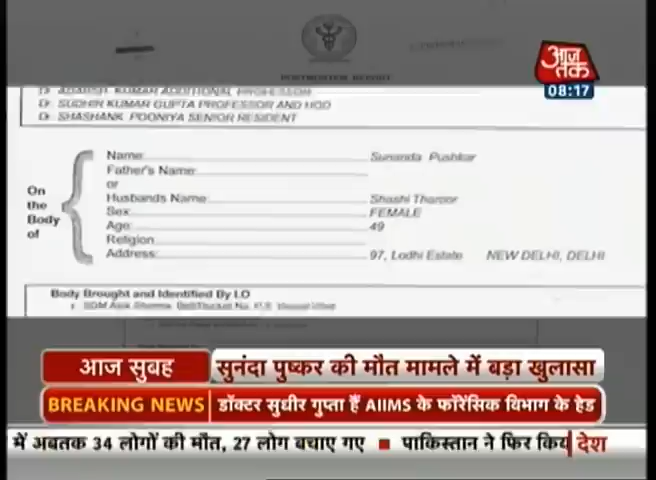 POSTMORTEM REPORT
आज तक
08:17
Dr. ADARSH KUMAR ADDITIONAL PROFESSOR
Dr. SUDHIR KUMAR GUPTA PROFESSOR AND HOD
Dr. SHASHANK POONIYA SENIOR RESIDENT
On the Body of
Name: Sunanda Pushkar
Father's Name:
or
Husbands Name: Shashi Tharoor
Sex: FEMALE
Age: 49
Religion
Address: 97, Lodhi Estate NEW DELHI, DELHI
Body Brought and Identified By I.O
आज सुबह सुनंदा पुष्कर की मौत मामले में बड़ा खुलासा
BREAKING NEWS डॉक्टर सुधीर गुप्ता हैं AIIMS के फॉरेंसिक विभाग के हेड
में अबतक 34 लोगों की मौत, 27 लोग बचाए गए ■ पाकिस्तान ने फिर किय देश